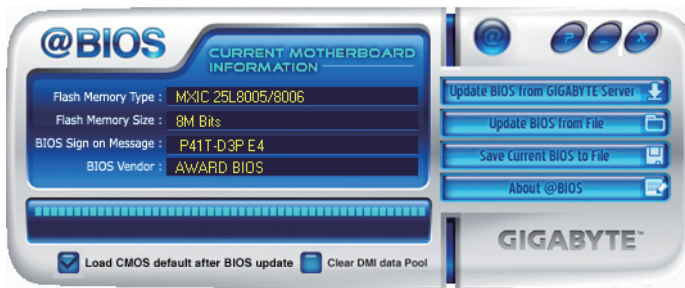 @BIOS
CURRENT MOTHERBOARD
INFORMATION
Flash Memory Type : MXIC 25L8005/8006
Flash Memory Size : 8M Bits
BIOS Sign on Message : P41T-D3P E4
BIOS Vendor : AWARD BIOS
Load CMOS default after BIOS update Clear DMI data Pool
@ ? – X
Update BIOS from GIGABYTE Server
Update BIOS from File
Save Current BIOS to File
About @BIOS
GIGABYTE™